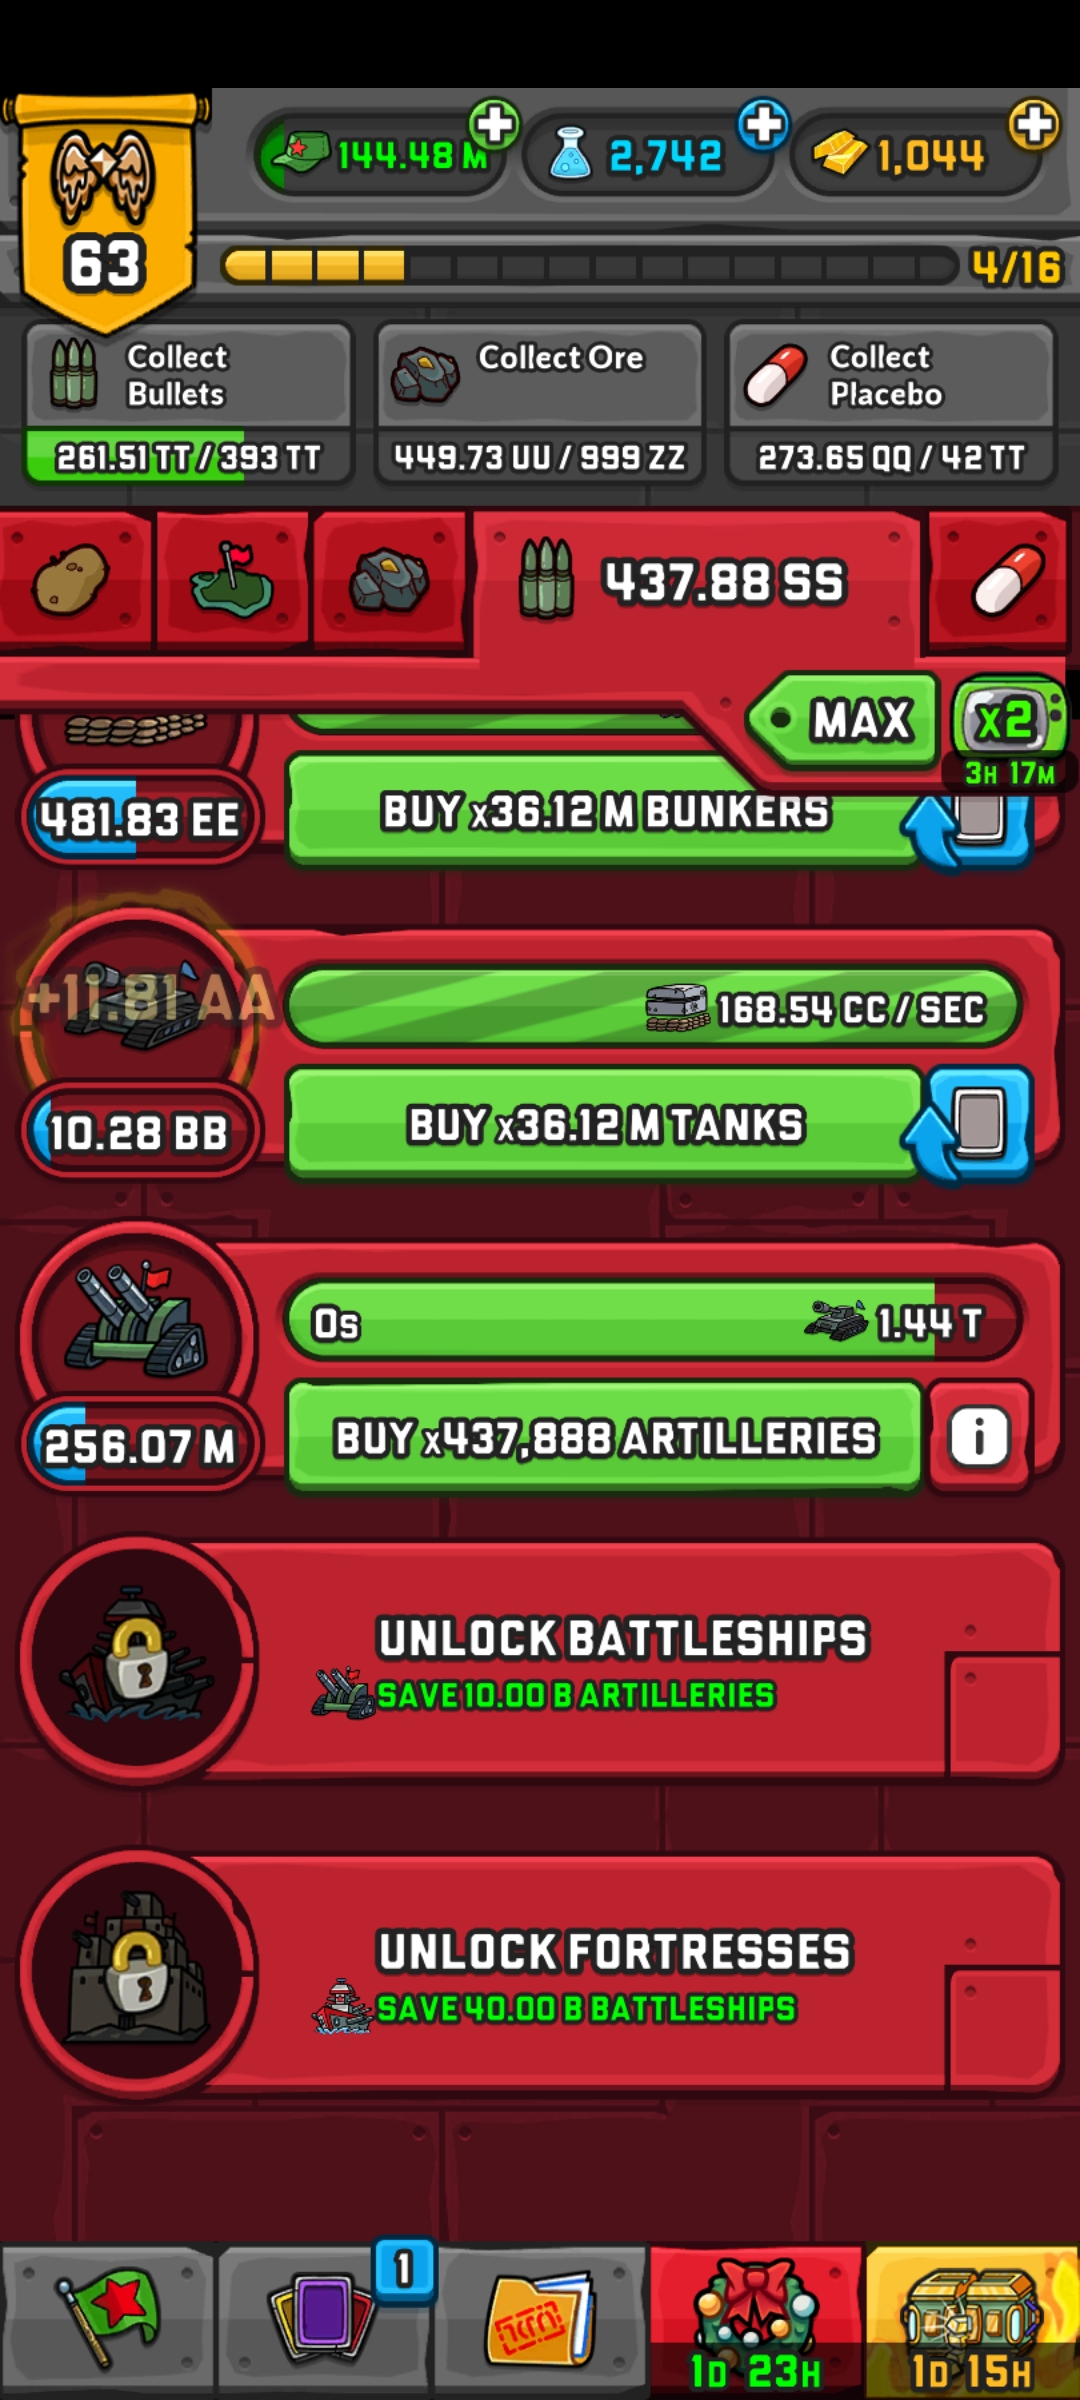 144.48 M
2,742
1,044
63
4/16
Collect
Bullets
261.51 TT / 393 TT
Collect Ore
449.73 UU / 999 ZZ
Collect
Placebo
273.65 QQ / 42 TT
437.88 SS
MAX
x2
3H 17M
481.83 EE
BUY x36.12 M BUNKERS
+11.81 AA
168.54 CC / SEC
10.28 BB
BUY x36.12 M TANKS
0s
1.44 T
256.07 M
BUY x437,888 ARTILLERIES
i
UNLOCK BATTLESHIPS
SAVE 10.00 B ARTILLERIES
UNLOCK FORTRESSES
SAVE 40.00 B BATTLESHIPS
1
1D 23H
1D 15H